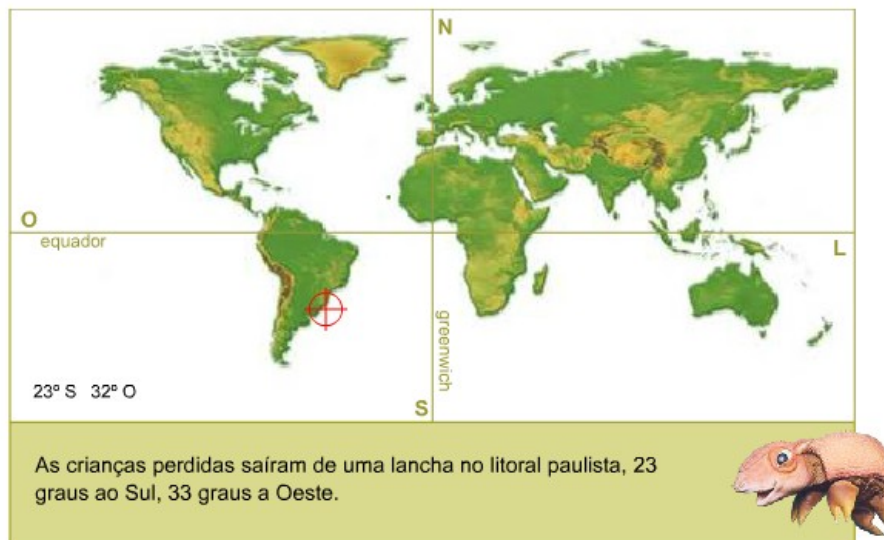 N
O
equador
L
greenwich
23º S 32º O
S
As crianças perdidas saíram de uma lancha no litoral paulista, 23
graus ao Sul, 33 graus a Oeste.